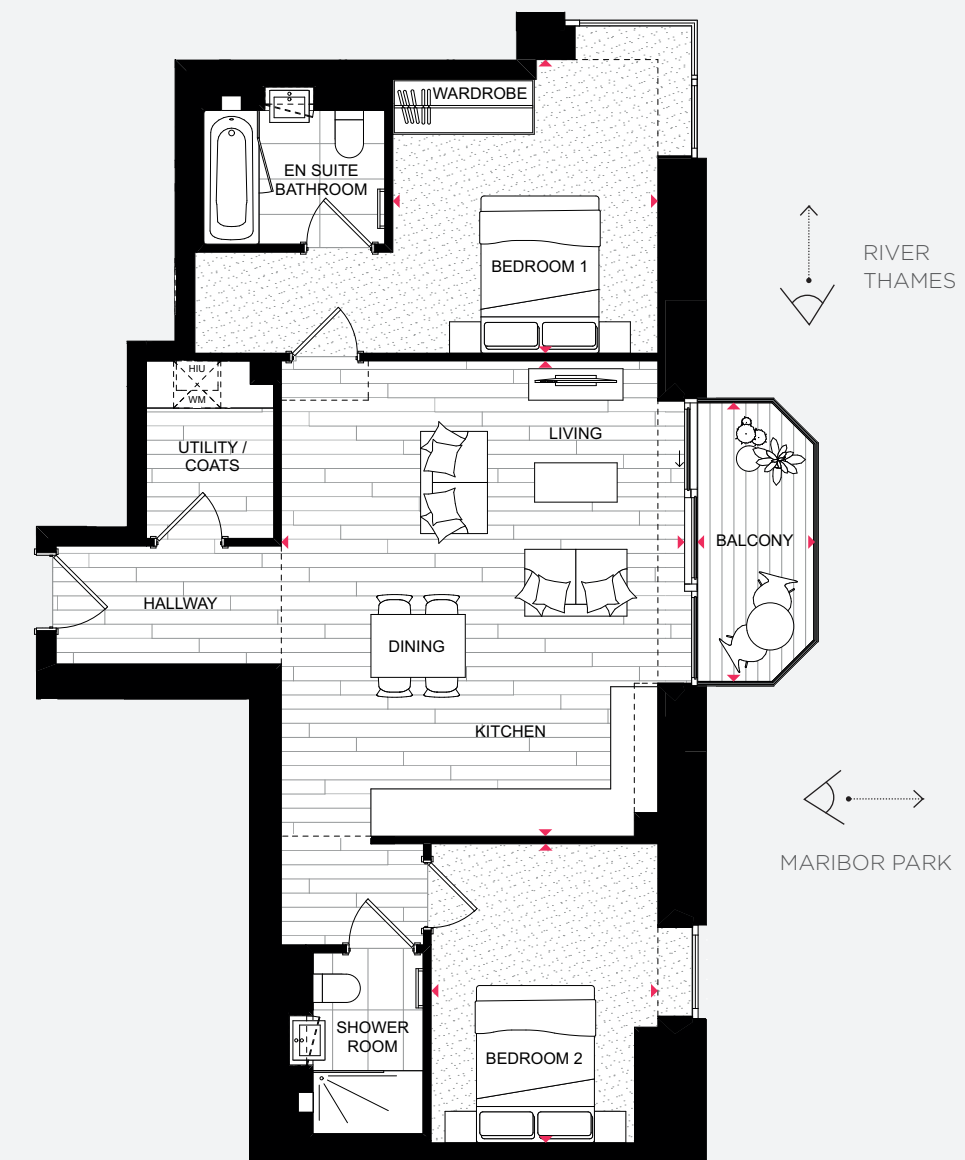 WARDROBE
EN SUITE
BATHROOM
BEDROOM 1
RIVER
THAMES
HIU
WM
UTILITY /
COATS
LIVING
BALCONY
HALLWAY
DINING
KITCHEN
MARIBOR PARK
SHOWER
ROOM
BEDROOM 2